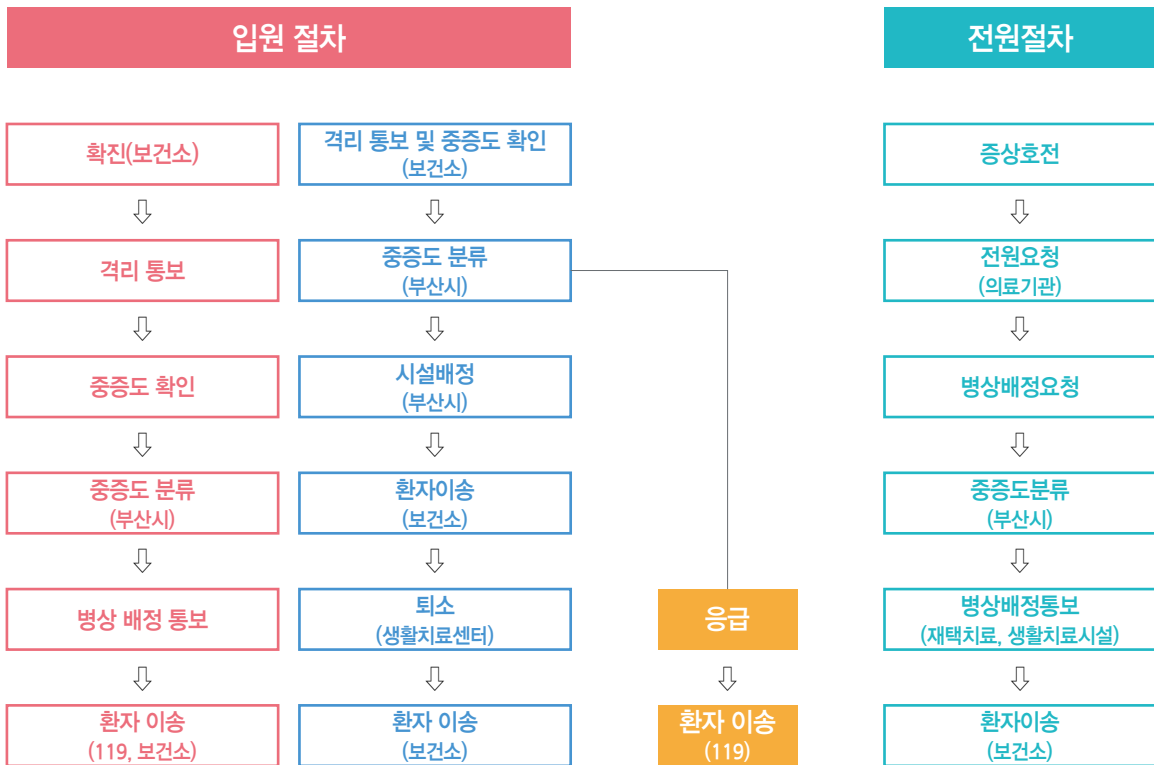 입원 절차
전원절차
확진(보건소)
격리 통보
중증도 확인
중증도 분류
(부산시)
병상 배정 통보
환자 이송
(119, 보건소)
격리 통보 및 중증도 확인
(보건소)
중증도 분류
(부산시)
시설배정
(부산시)
환자이송
(보건소)
퇴소
(생활치료센터)
환자 이송
(보건소)
응급
환자 이송
(119)
증상호전
전원요청
(의료기관)
병상배정요청
중증도분류
(부산시)
병상배정통보
(재택치료, 생활치료시설)
환자이송
(보건소)